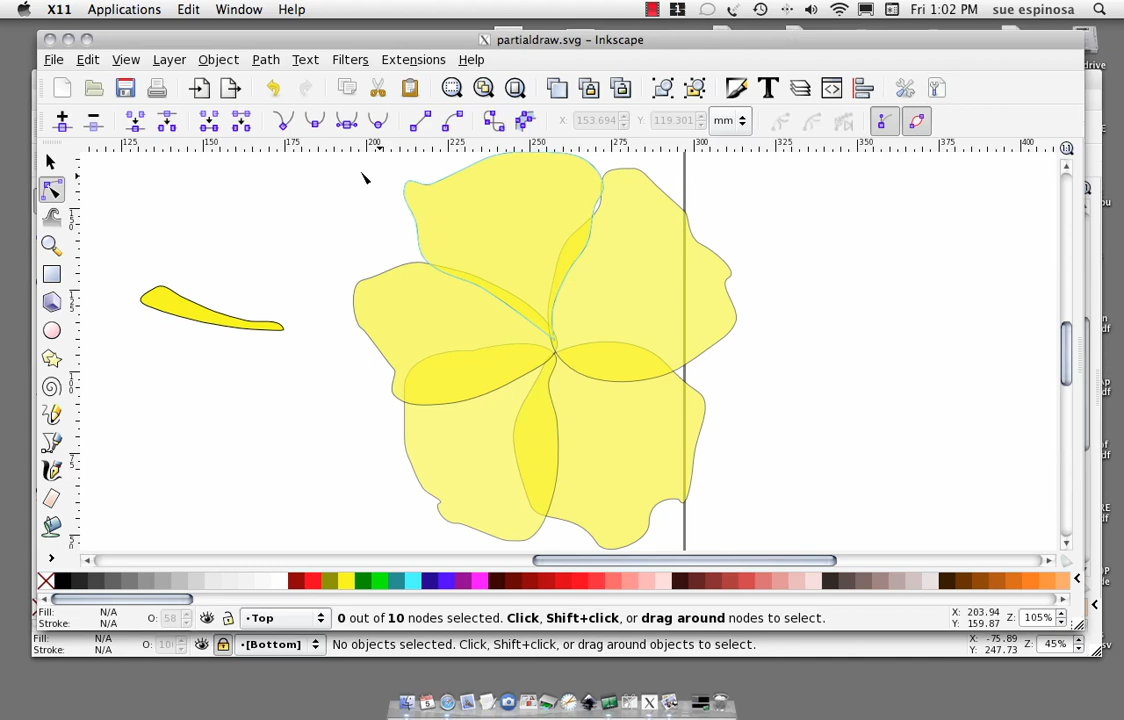 X11 Applications Edit Window Help Fri 1:02 PM sue espinosa
partialdraw.svg - Inkscape
File Edit View Layer Object Path Text Filters Extensions Help
X: 153.694 Y: 119.301 mm
125 150 175 200 225 250 275 300 325 350 375 400
Fill: N/A O: 58 Top 0 out of 10 nodes selected. Click, Shift+click, or drag around nodes to select. X: 203.94 Z: 105%
Stroke: N/A Y: 159.87
Fill: N/A O: 10 [Bottom] No objects selected. Click, Shift+click, or drag around objects to select. X: -75.89 Z: 45%
Stroke: N/A Y: 247.73